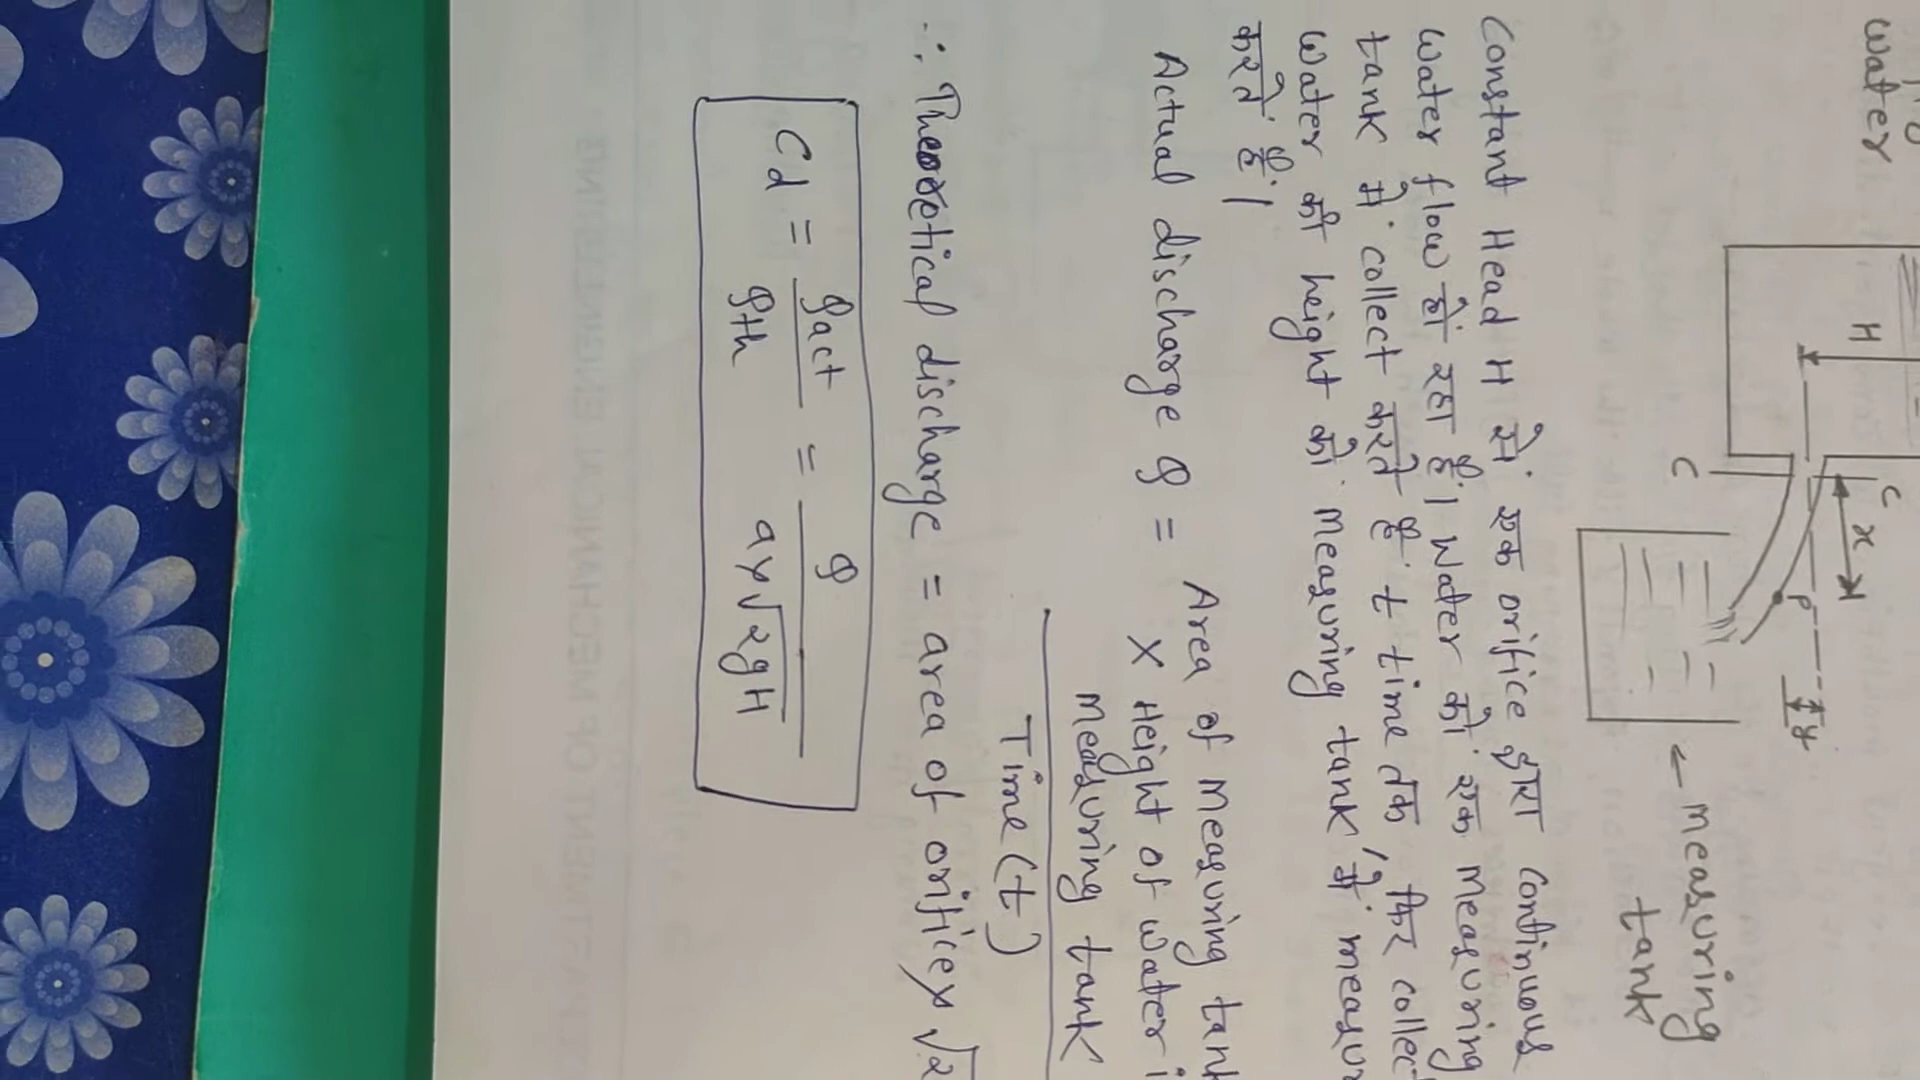 water
H
C
C
x
P
y
← measuring
tank
Constant Head H से एक orifice द्वारा continuous
water flow हो रहा है। water को एक measuring
tank में collect करते हैं t time तक, फिर collect
water की height को measuring tank में measur
करते हैं।
Actual discharge Q = Area of measuring tank
× Height of water i
measuring tank
Time (t)
∴ Theoretical discharge = area of orifice× √2
Cd = Qact / Qth = Q / a×√2gH